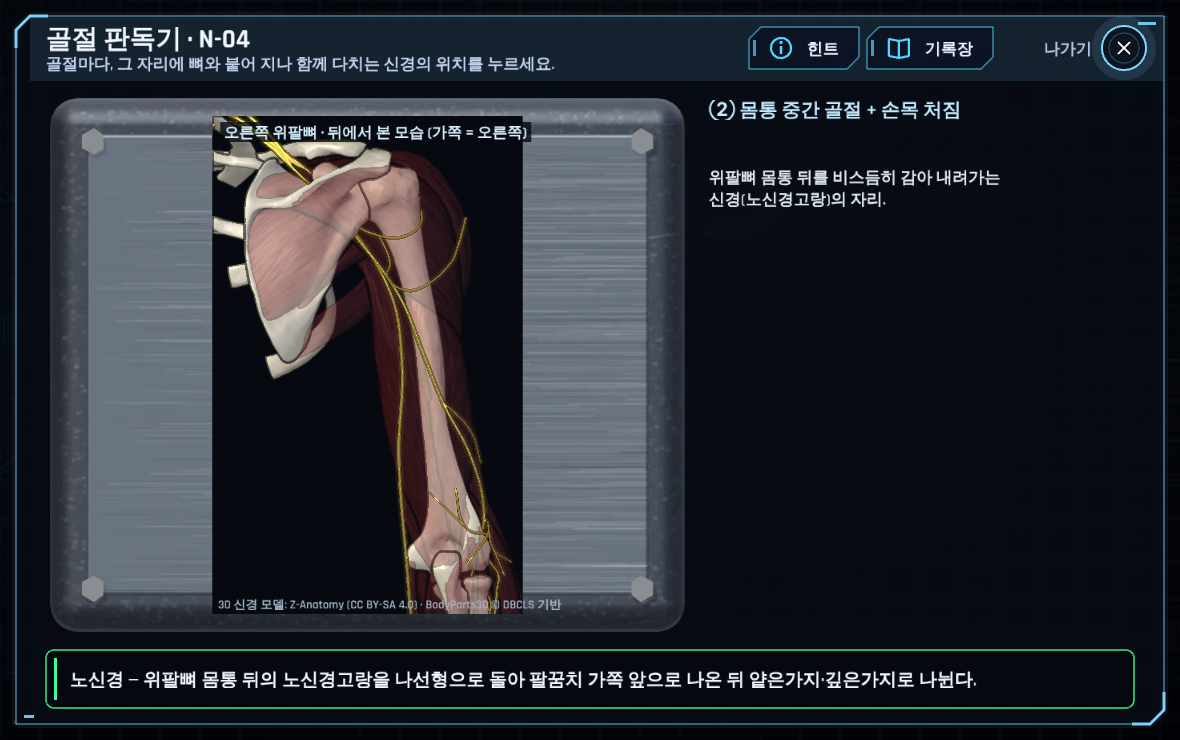 골절 판독기 · N-04
골절마다, 그 자리에 뼈와 붙어 지나 함께 다치는 신경의 위치를 누르세요.
힌트
기록장
나가기
오른쪽 위팔뼈 · 뒤에서 본 모습 (가쪽 = 오른쪽)
(2) 몸통 중간 골절 + 손목 처짐
위팔뼈 몸통 뒤를 비스듬히 감아 내려가는
신경(노신경고랑)의 자리.
3D 신경 모델: Z-Anatomy (CC BY-SA 4.0) · BodyParts3D © DBCLS 기반
노신경 – 위팔뼈 몸통 뒤의 노신경고랑을 나선형으로 돌아 팔꿈치 가쪽 앞으로 나온 뒤 얕은가지·깊은가지로 나뉜다.